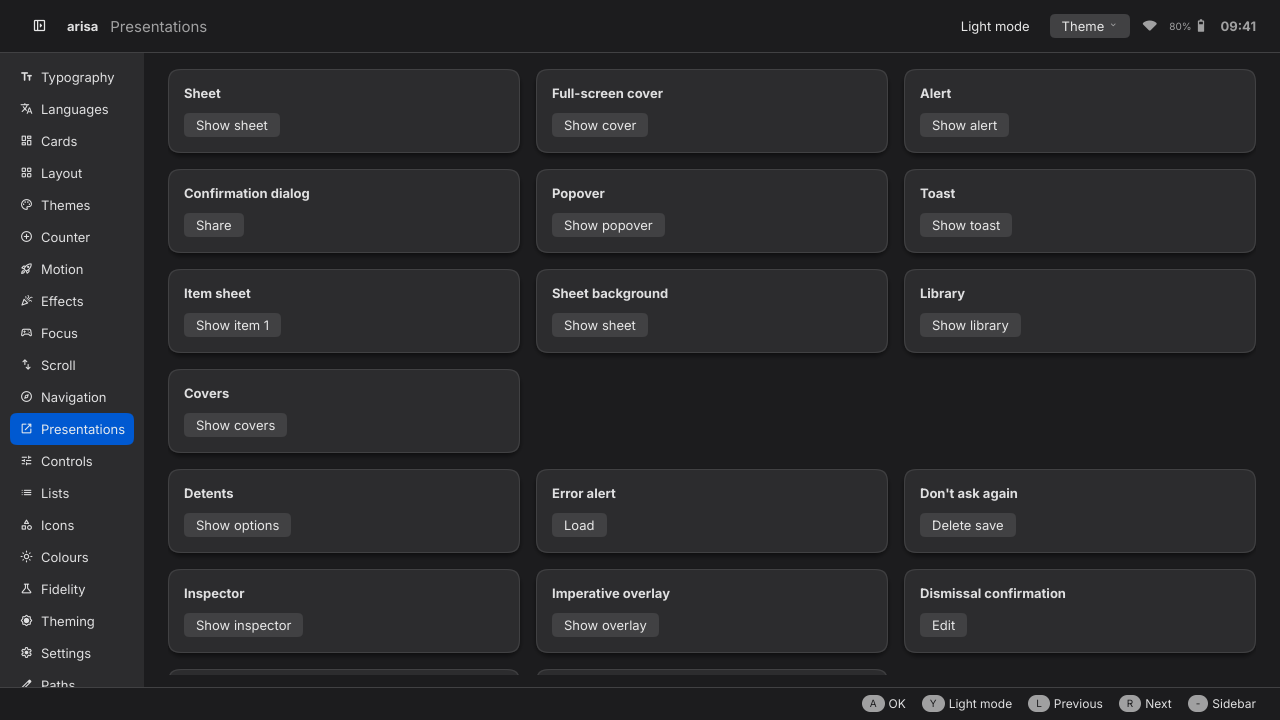 arisa Presentations
Light mode
Theme
80%
09:41
Typography
Languages
Cards
Layout
Themes
Counter
Motion
Effects
Focus
Scroll
Navigation
Presentations
Controls
Lists
Icons
Colours
Fidelity
Theming
Settings
Paths
Sheet
Show sheet
Full-screen cover
Show cover
Alert
Show alert
Confirmation dialog
Share
Popover
Show popover
Toast
Show toast
Item sheet
Show item 1
Sheet background
Show sheet
Library
Show library
Covers
Show covers
Detents
Show options
Error alert
Load
Don't ask again
Delete save
Inspector
Show inspector
Imperative overlay
Show overlay
Dismissal confirmation
Edit
A OK
Y Light mode
L Previous
R Next
- Sidebar